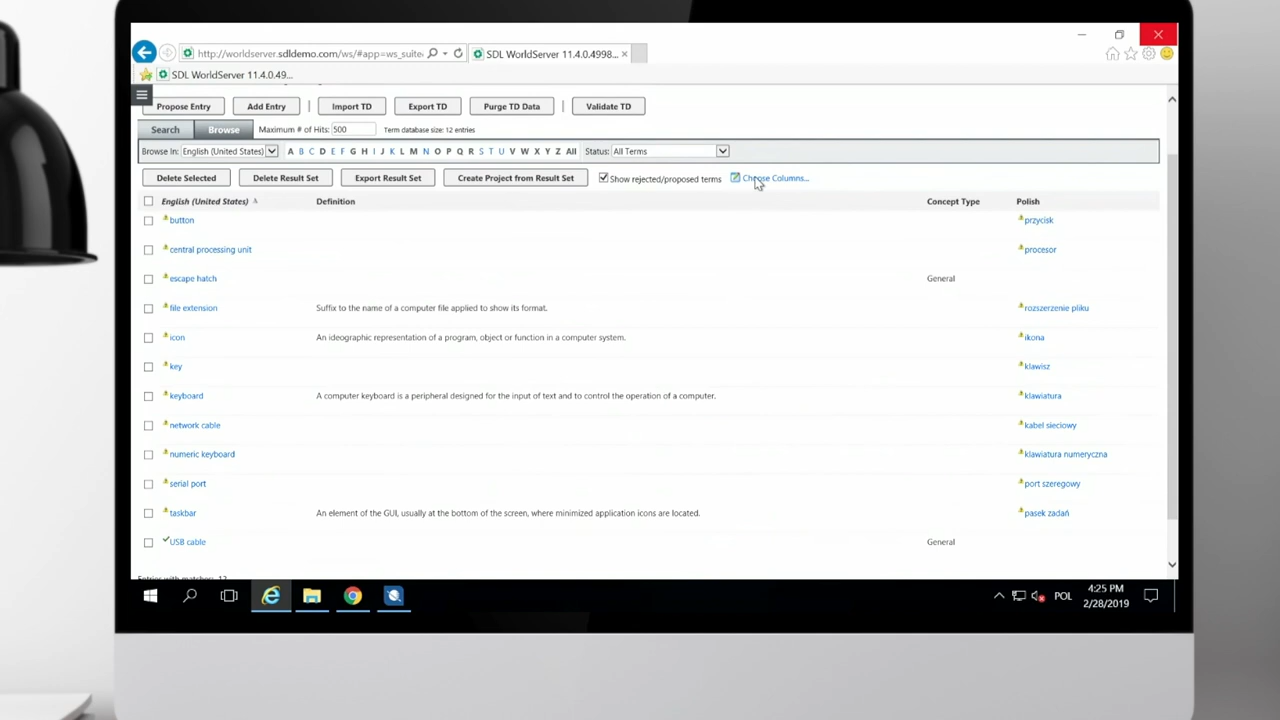 http://worldserver.sdldemo.com/ws/#app=ws_suite SDL WorldServer 11.4.0.4998...
SDL WorldServer 11.4.0.49...
Propose Entry Add Entry Import TD Export TD Purge TD Data Validate TD
Search Browse Maximum # of Hits: 500 Term database size: 12 entries
Browse In: English (United States) A B C D E F G H I J K L M N O P Q R S T U V W X Y Z All Status: All Terms
Delete Selected Delete Result Set Export Result Set Create Project from Result Set Show rejected/proposed terms Choose Columns...
English (United States) Definition Concept Type Polish
button przycisk
central processing unit procesor
escape hatch General
file extension Suffix to the name of a computer file applied to show its format. rozszerzenie pliku
icon An ideographic representation of a program, object or function in a computer system. ikona
key klawisz
keyboard A computer keyboard is a peripheral designed for the input of text and to control the operation of a computer. klawiatura
network cable kabel sieciowy
numeric keyboard klawiatura numeryczna
serial port port szeregowy
taskbar An element of the GUI, usually at the bottom of the screen, where minimized application icons are located. pasek zadań
USB cable General
Entries with matches: 12
POL 4:25 PM
2/28/2019